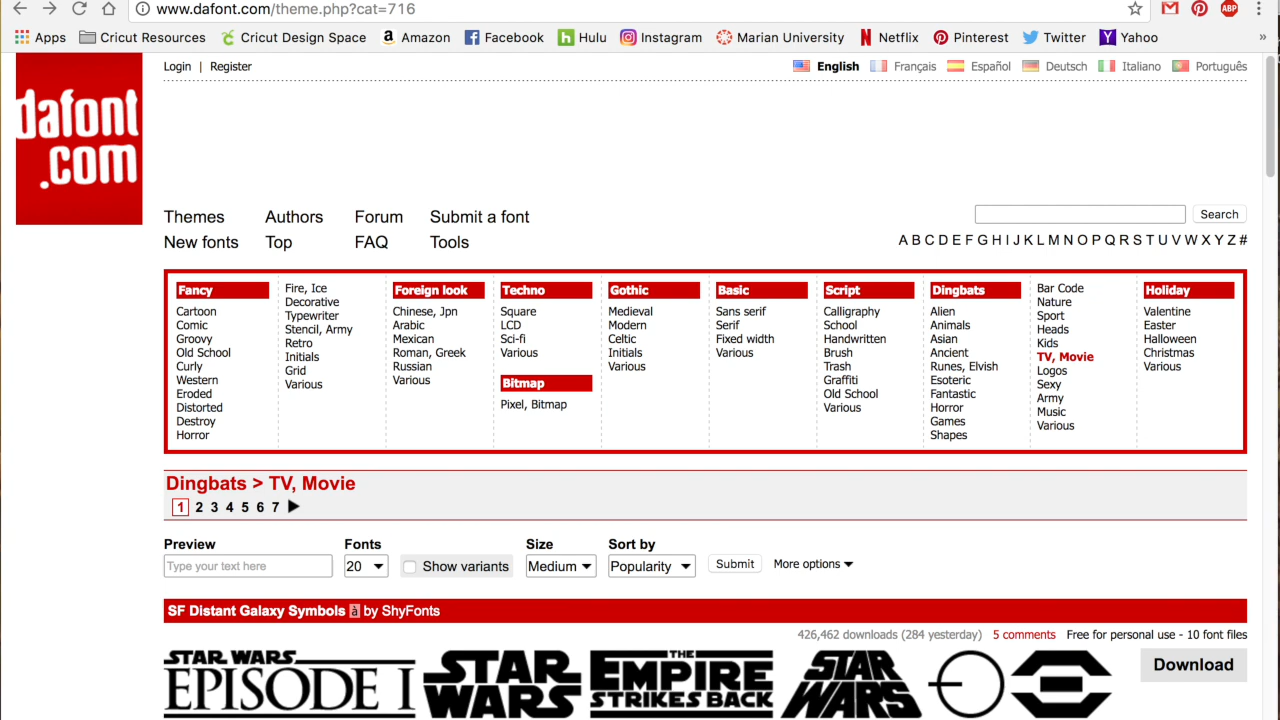 www.dafont.com/theme.php?cat=716
ABP
Apps Cricut Resources Cricut Design Space Amazon Facebook Hulu Instagram Marian University Netflix Pinterest Twitter Yahoo »
dafont
.com
Login | Register
English Français Español Deutsch Italiano Português
Themes Authors Forum Submit a font
Search
New fonts Top FAQ Tools
A B C D E F G H I J K L M N O P Q R S T U V W X Y Z #
Fancy
Cartoon
Comic
Groovy
Old School
Curly
Western
Eroded
Distorted
Destroy
Horror
Fire, Ice
Decorative
Typewriter
Stencil, Army
Retro
Initials
Grid
Various
Foreign look
Chinese, Jpn
Arabic
Mexican
Roman, Greek
Russian
Various
Techno
Square
LCD
Sci-fi
Various
Bitmap
Pixel, Bitmap
Gothic
Medieval
Modern
Celtic
Initials
Various
Basic
Sans serif
Serif
Fixed width
Various
Script
Calligraphy
School
Handwritten
Brush
Trash
Graffiti
Old School
Various
Dingbats
Alien
Animals
Asian
Ancient
Runes, Elvish
Esoteric
Fantastic
Horror
Games
Shapes
Bar Code
Nature
Sport
Heads
Kids
TV, Movie
Logos
Sexy
Army
Music
Various
Holiday
Valentine
Easter
Halloween
Christmas
Various
Dingbats > TV, Movie
1 2 3 4 5 6 7
Preview Fonts Size Sort by
Type your text here 20 Show variants Medium Popularity Submit More options
SF Distant Galaxy Symbols à by ShyFonts
426,462 downloads (284 yesterday) 5 comments Free for personal use - 10 font files
Download
STAR WARS
EPISODE I
STAR
WARS
THE
EMPIRE
STRIKES BACK
STAR
WARS